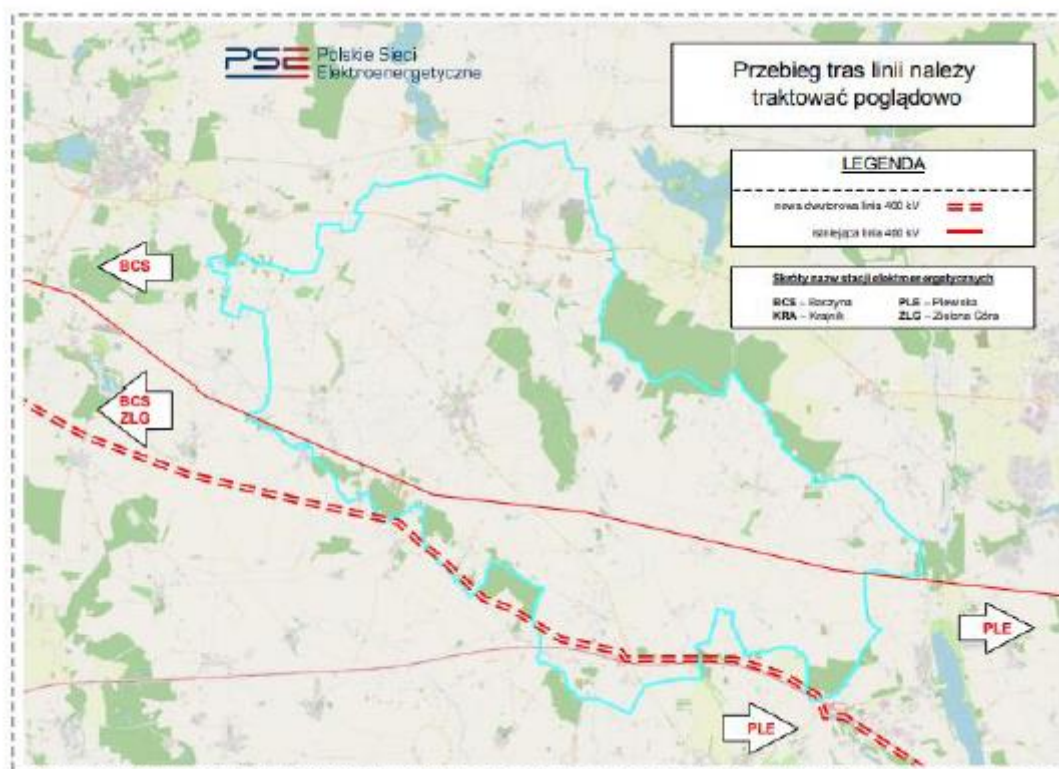 PSE Polskie Sieci
Elektroenergetyczne
Przebieg tras linii należy
traktować poglądowo
LEGENDA
nowa dwutorowa linia 400 kV
istniejąca linia 400 kV
Skróty nazw stacji elektroenergetycznych
BCS – Baczyna PLE – Plewiska
KRA – Krajnik ZLG – Zielona Góra
BCS
BCS
ZLG
PLE
PLE